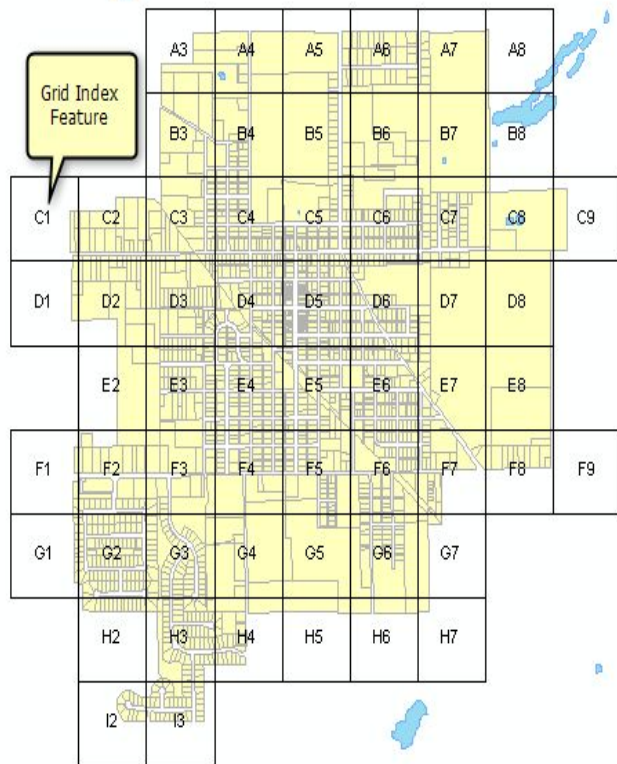 A3 A4 A5 A6 A7 A8
Grid Index
Feature
B3 B4 B5 B6 B7 B8
C1 C2 C3 C4 C5 C6 C7 C8 C9
D1 D2 D3 D4 D5 D6 D7 D8
E2 E3 E4 E5 E6 E7 E8
F1 F2 F3 F4 F5 F6 F7 F8 F9
G1 G2 G3 G4 G5 G6 G7
H2 H3 H4 H5 H6 H7
I2 I3